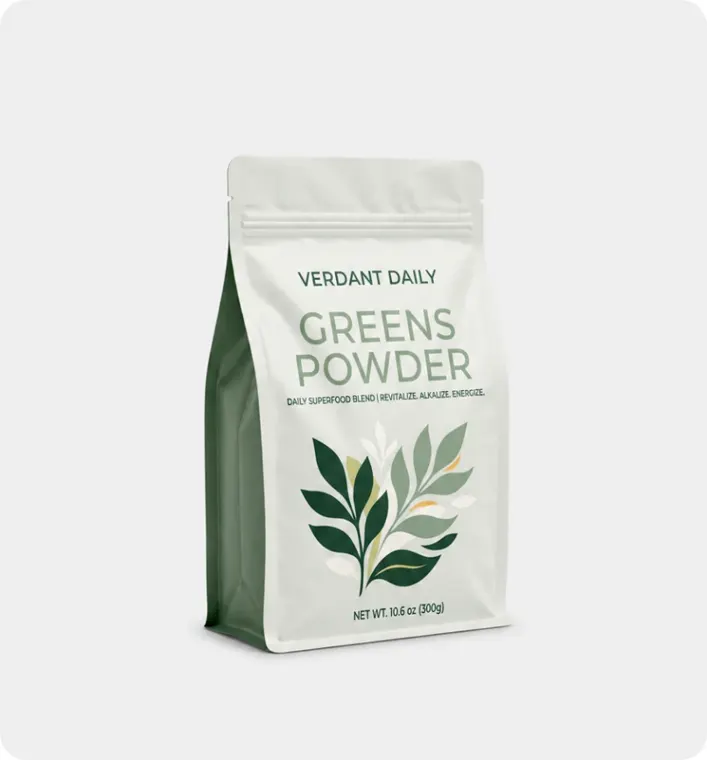 VERDANT DAILY
GREENS
POWDER
DAILY SUPERFOOD BLEND | REVITALIZE. ALKALIZE. ENERGIZE.
NET WT. 10.6 oz (300g)